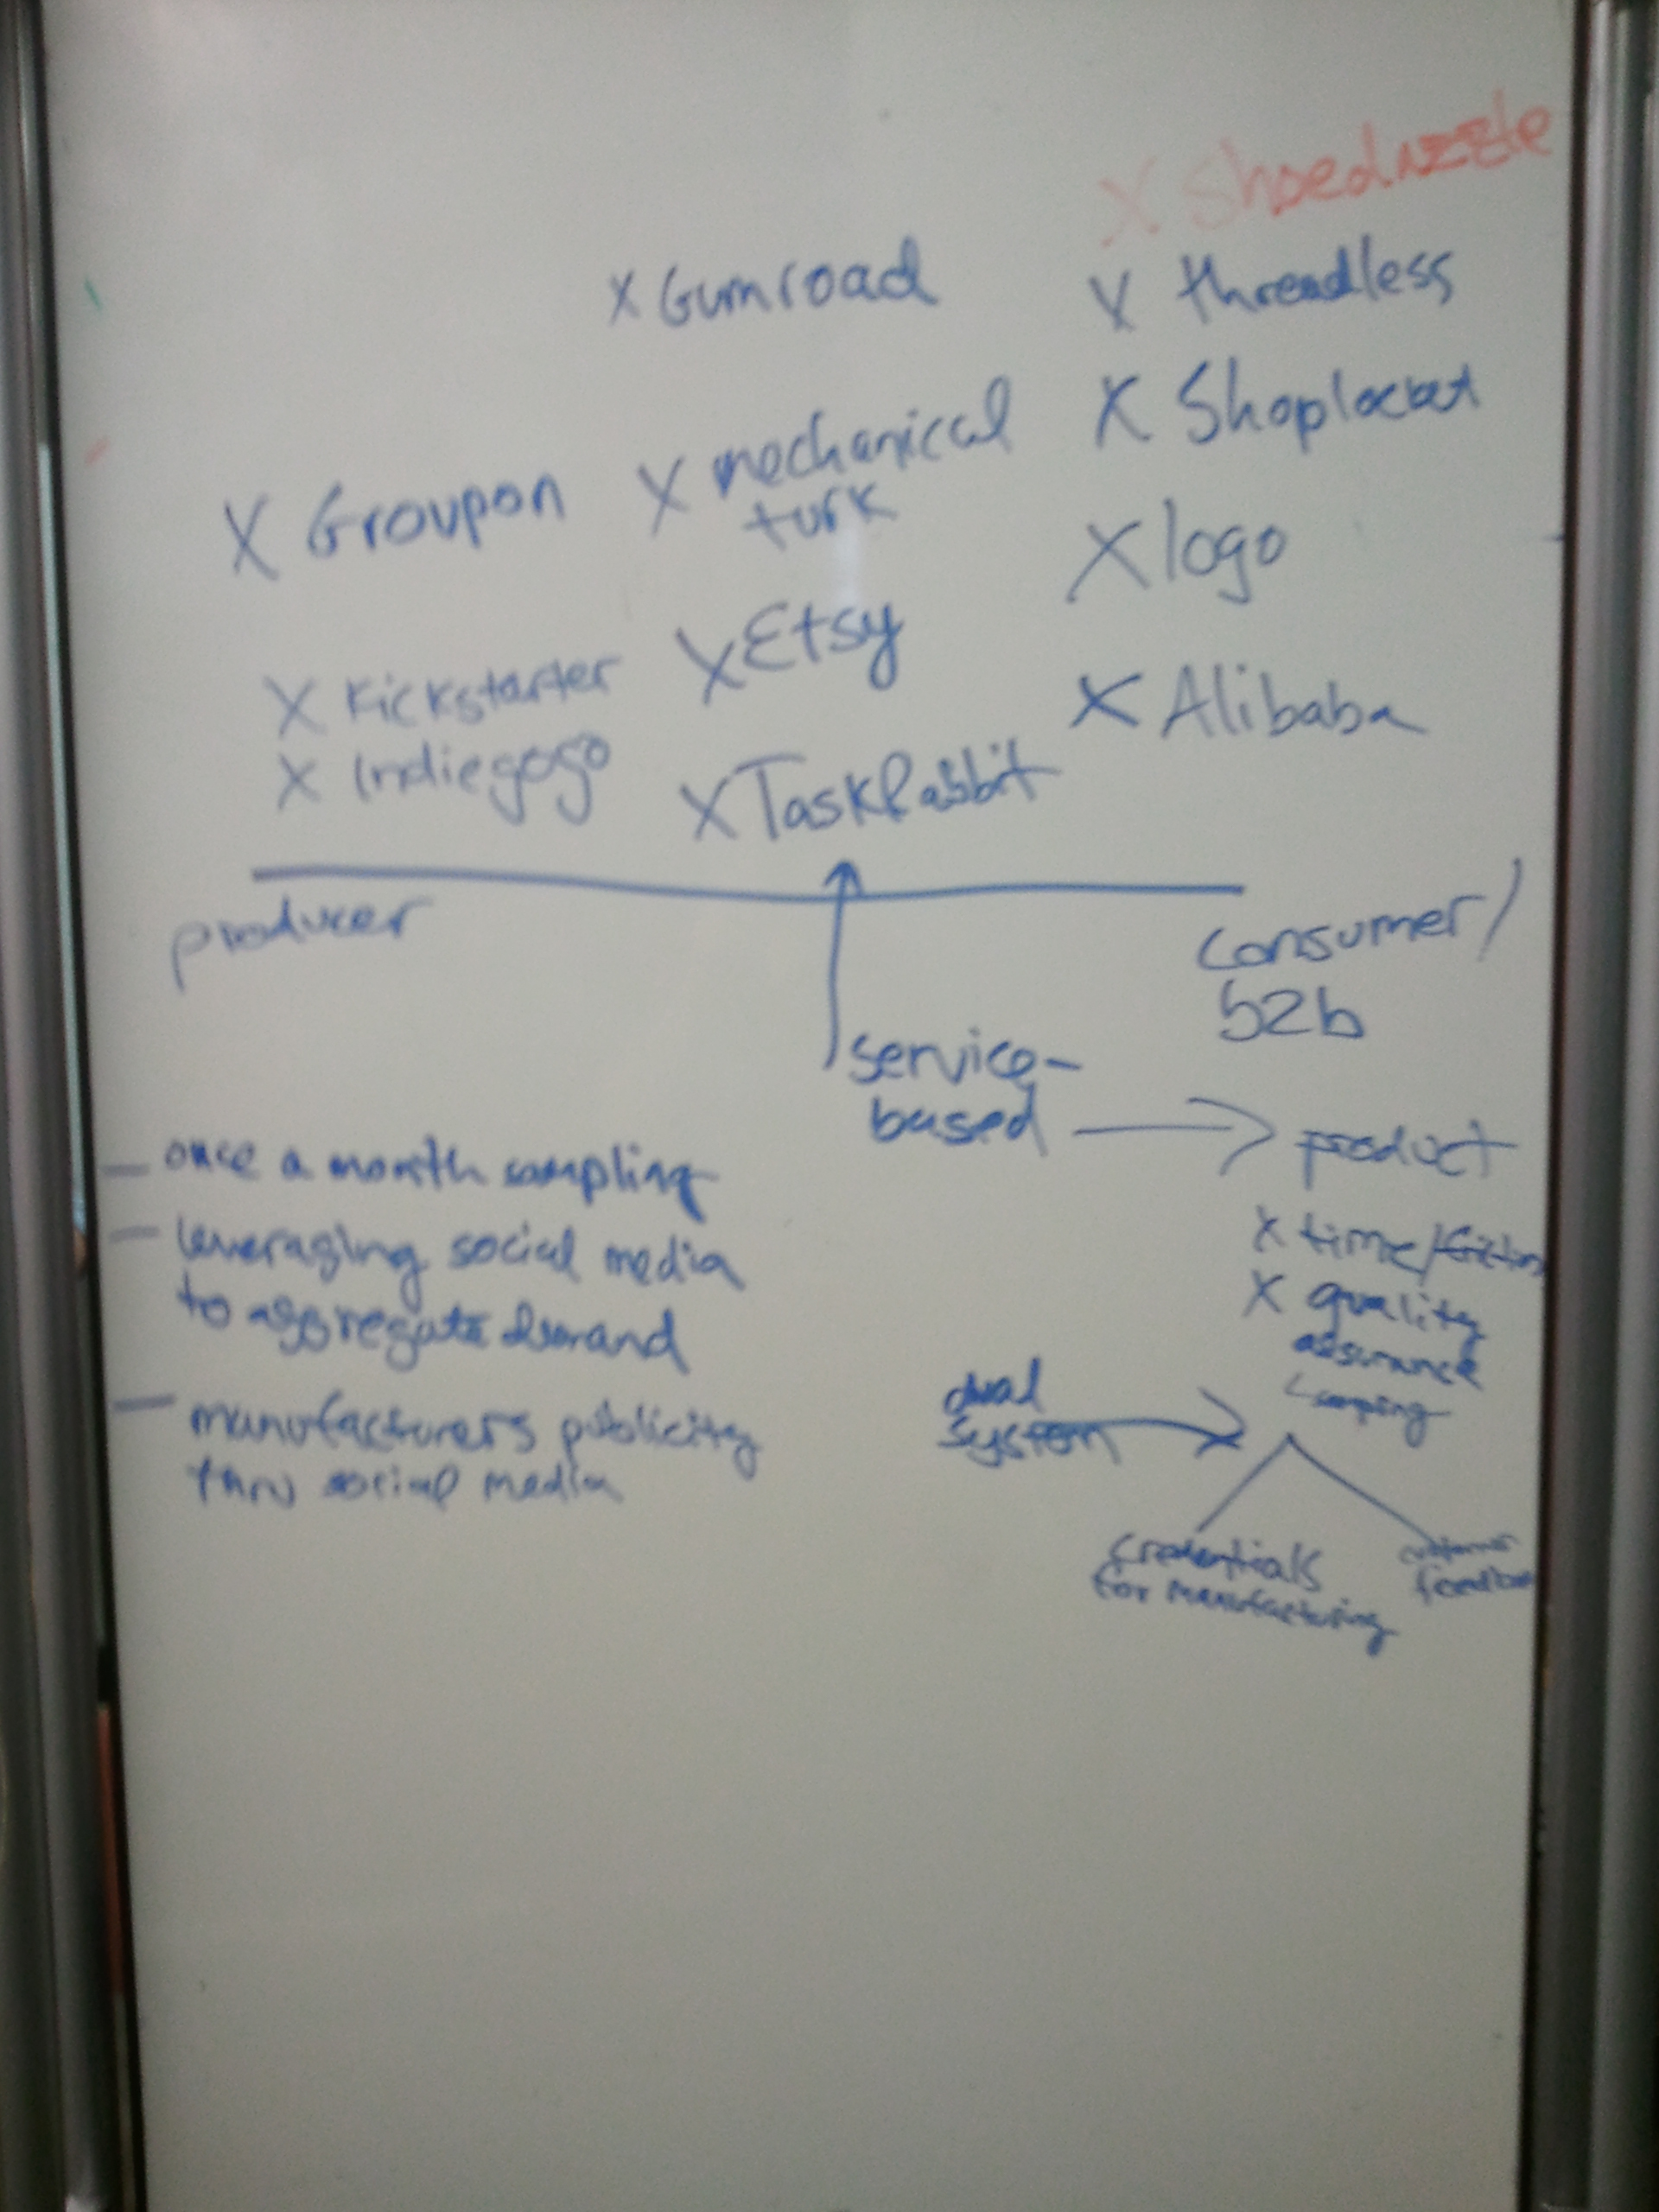 X Shoedazzle
X Gumroad
X threadless
X Shoplocket
X mechanical
turk
X Groupon
X logo
X Etsy
X Kickstarter
X Alibaba
X Indiegogo
X TaskRabbit
producer
Consumer/
b2b
service-
based
product
- once a month sampling
- leveraging social media
to aggregate demand
- manufacturers publicity
thru social media
X time/
X quality
assurance
sampling
dual
system
credentials
for manufacturing
customer
feedback